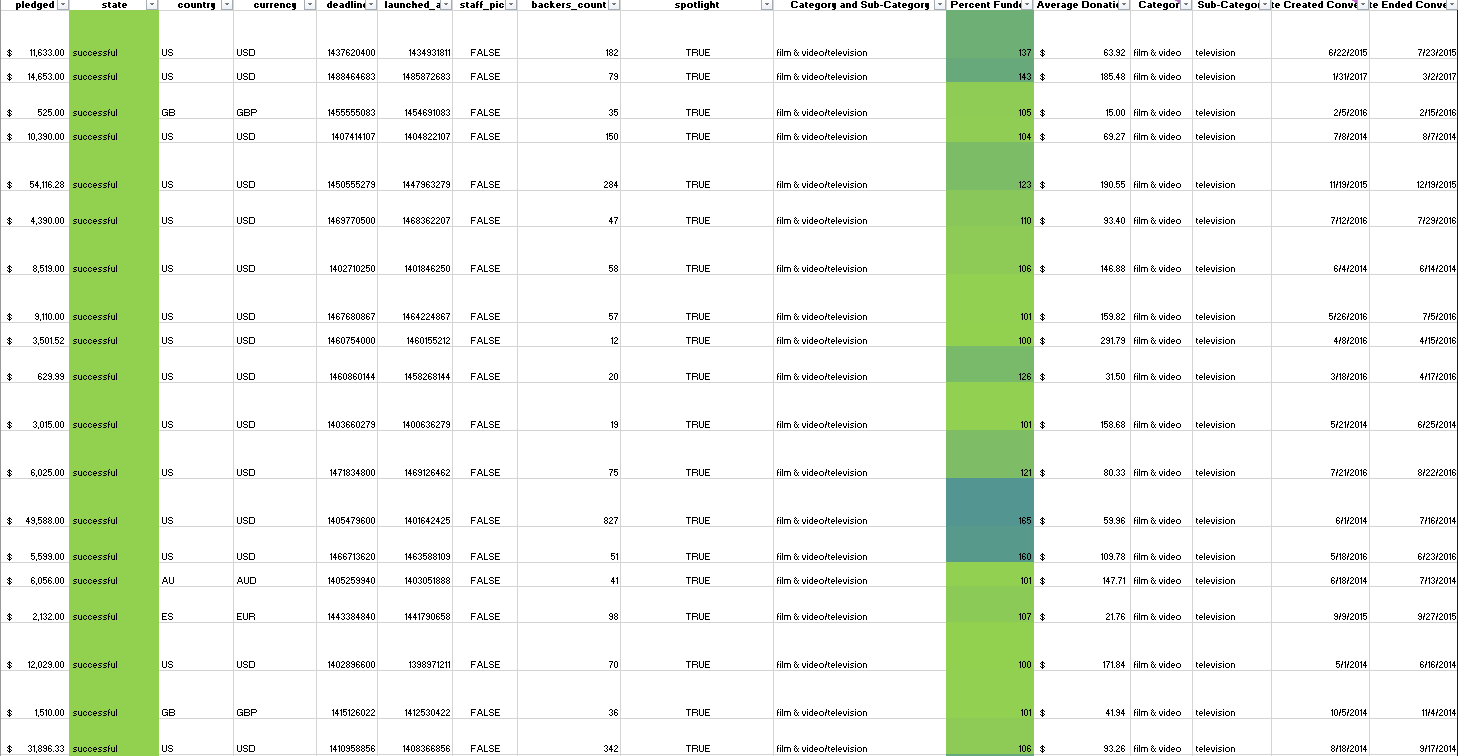 pledged state country currency deadlin launched_a staff_pic backers_count spotlight Category and Sub-Category Percent Funde Average Donatio Categor Sub-Categor te Created Conve te Ended Conve
$ 11,633.00 successful US USD 1437620400 1434931811 FALSE 182 TRUE film & video/television 137 $ 63.92 film & video television 6/22/2015 7/23/2015
$ 14,653.00 successful US USD 1488464683 1485872683 FALSE 79 TRUE film & video/television 143 $ 185.48 film & video television 1/31/2017 3/2/2017
$ 525.00 successful GB GBP 1455555083 1454691083 FALSE 35 TRUE film & video/television 105 $ 15.00 film & video television 2/5/2016 2/15/2016
$ 10,390.00 successful US USD 1407414107 1404822107 FALSE 150 TRUE film & video/television 104 $ 69.27 film & video television 7/8/2014 8/7/2014
$ 54,116.28 successful US USD 1450555279 1447963279 FALSE 284 TRUE film & video/television 123 $ 190.55 film & video television 11/19/2015 12/19/2015
$ 4,390.00 successful US USD 1469770500 1468362207 FALSE 47 TRUE film & video/television 110 $ 93.40 film & video television 7/12/2016 7/29/2016
$ 8,519.00 successful US USD 1402710250 1401846250 FALSE 58 TRUE film & video/television 106 $ 146.88 film & video television 6/4/2014 6/14/2014
$ 9,110.00 successful US USD 1467680867 1464224867 FALSE 57 TRUE film & video/television 101 $ 159.82 film & video television 5/26/2016 7/5/2016
$ 3,501.52 successful US USD 1460754000 1460155212 FALSE 12 TRUE film & video/television 100 $ 291.79 film & video television 4/8/2016 4/15/2016
$ 629.99 successful US USD 1460860144 1458268144 FALSE 20 TRUE film & video/television 126 $ 31.50 film & video television 3/18/2016 4/17/2016
$ 3,015.00 successful US USD 1403660279 1400636279 FALSE 19 TRUE film & video/television 101 $ 158.68 film & video television 5/21/2014 6/25/2014
$ 6,025.00 successful US USD 1471834800 1469126462 FALSE 75 TRUE film & video/television 121 $ 80.33 film & video television 7/21/2016 8/22/2016
$ 49,588.00 successful US USD 1405479600 1401642425 FALSE 827 TRUE film & video/television 165 $ 59.96 film & video television 6/1/2014 7/16/2014
$ 5,599.00 successful US USD 1466713620 1463588109 FALSE 51 TRUE film & video/television 160 $ 109.78 film & video television 5/18/2016 6/23/2016
$ 6,056.00 successful AU AUD 1405259940 1403051888 FALSE 41 TRUE film & video/television 101 $ 147.71 film & video television 6/18/2014 7/13/2014
$ 2,132.00 successful ES EUR 1443384840 1441790658 FALSE 98 TRUE film & video/television 107 $ 21.76 film & video television 9/9/2015 9/27/2015
$ 12,029.00 successful US USD 1402896600 1398971211 FALSE 70 TRUE film & video/television 100 $ 171.84 film & video television 5/1/2014 6/16/2014
$ 1,510.00 successful GB GBP 1415126022 1412530422 FALSE 36 TRUE film & video/television 101 $ 41.94 film & video television 10/5/2014 11/4/2014
$ 31,896.33 successful US USD 1410958856 1408366856 FALSE 342 TRUE film & video/television 106 $ 93.26 film & video television 8/18/2014 9/17/2014